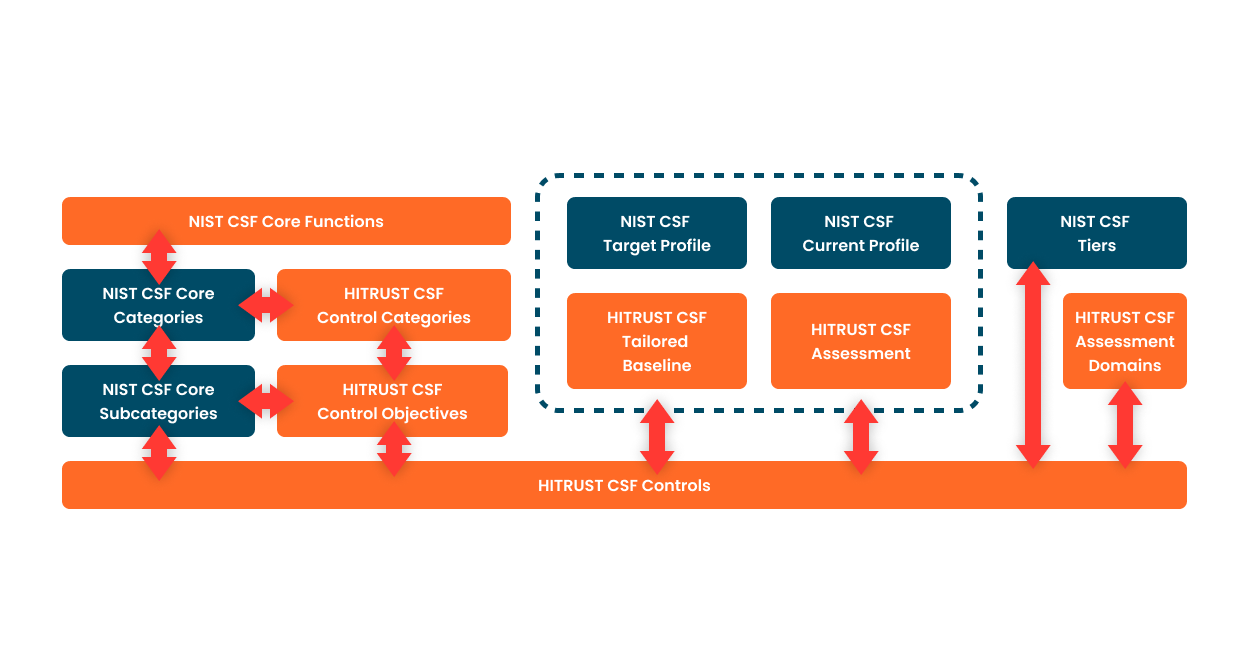 NIST CSF Core Functions
NIST CSF Core
Categories
HITRUST CSF
Control Categories
NIST CSF Core
Subcategories
HITRUST CSF
Control Objectives
NIST CSF
Target Profile
NIST CSF
Current Profile
HITRUST CSF
Tailored
Baseline
HITRUST CSF
Assessment
NIST CSF
Tiers
HITRUST CSF
Assessment
Domains
HITRUST CSF Controls